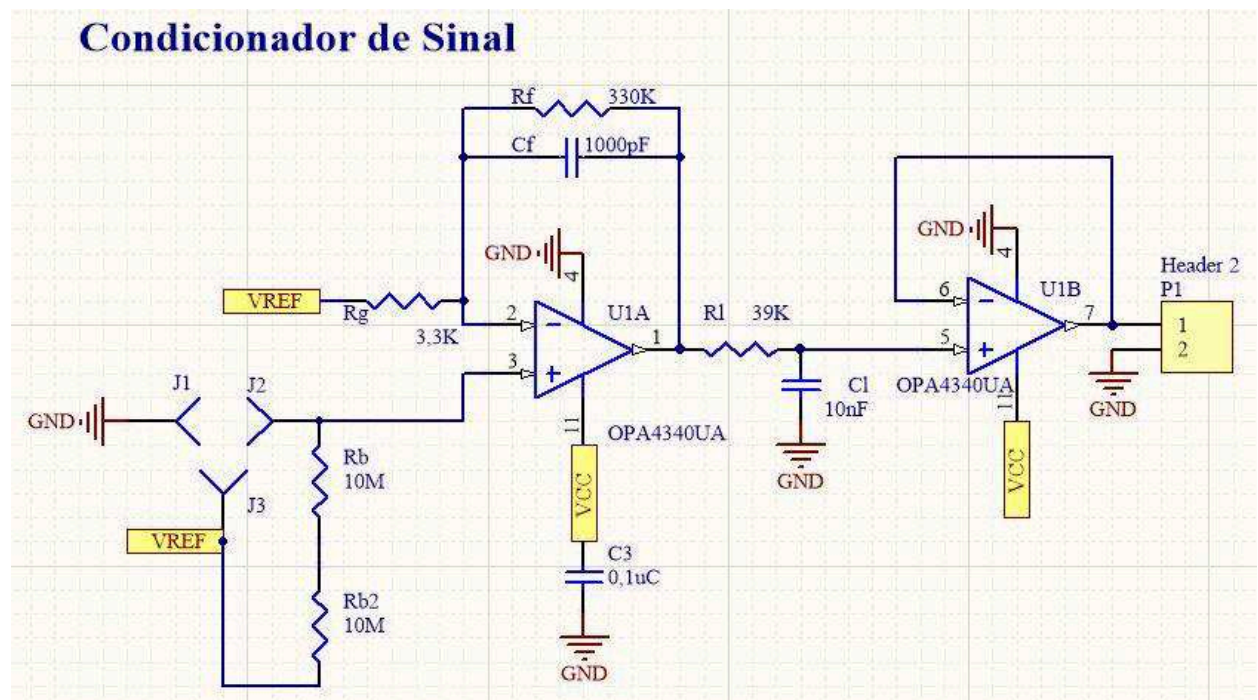 Condicionador de Sinal
Rf 330K
Cf 1000pF
GND
4
VREF
Rg
3,3K
2
3
U1A
1
OPA4340UA
11
VCC
C3
0,1uC
GND
J1
J2
GND
J3
VREF
Rb
10M
Rb2
10M
Rl 39K
Cl
10nF
GND
GND
4
6
5
U1B
7
OPA4340UA
11
VCC
Header 2
P1
1
2
GND